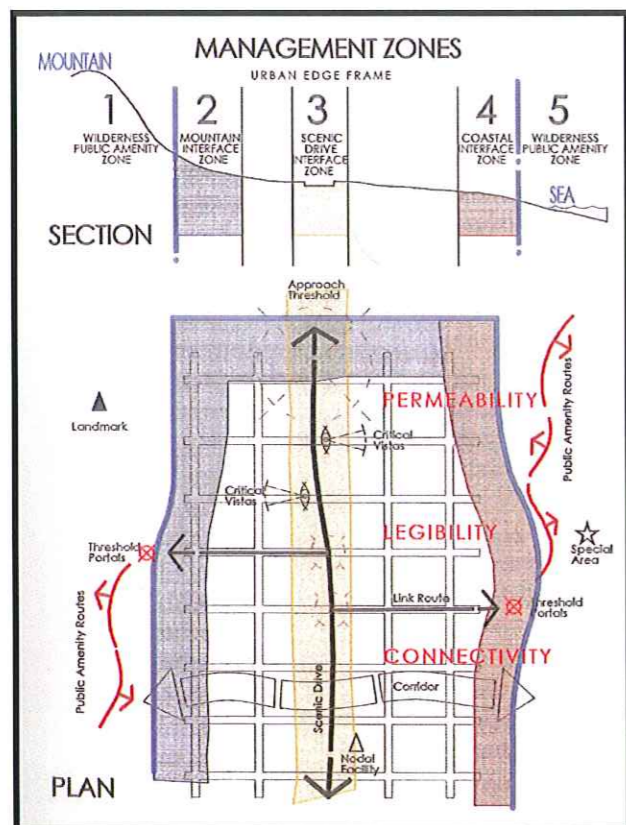 MANAGEMENT ZONES
URBAN EDGE FRAME
MOUNTAIN
1
WILDERNESS
PUBLIC AMENITY
ZONE
2
MOUNTAIN
INTERFACE
ZONE
3
SCENIC
DRIVE
INTERFACE
ZONE
4
COASTAL
INTERFACE
ZONE
5
WILDERNESS
PUBLIC AMENITY
ZONE
SEA
SECTION
Approach
Threshold
Landmark
PERMEABILITY
Public Amenity Routes
Critical
Vistas
Critical
Vistas
LEGIBILITY
Special
Area
Threshold
Portals
Link Route
Threshold
Portals
Public Amenity Routes
CONNECTIVITY
Scenic Drive
Corridor
Nodal
Facility
PLAN